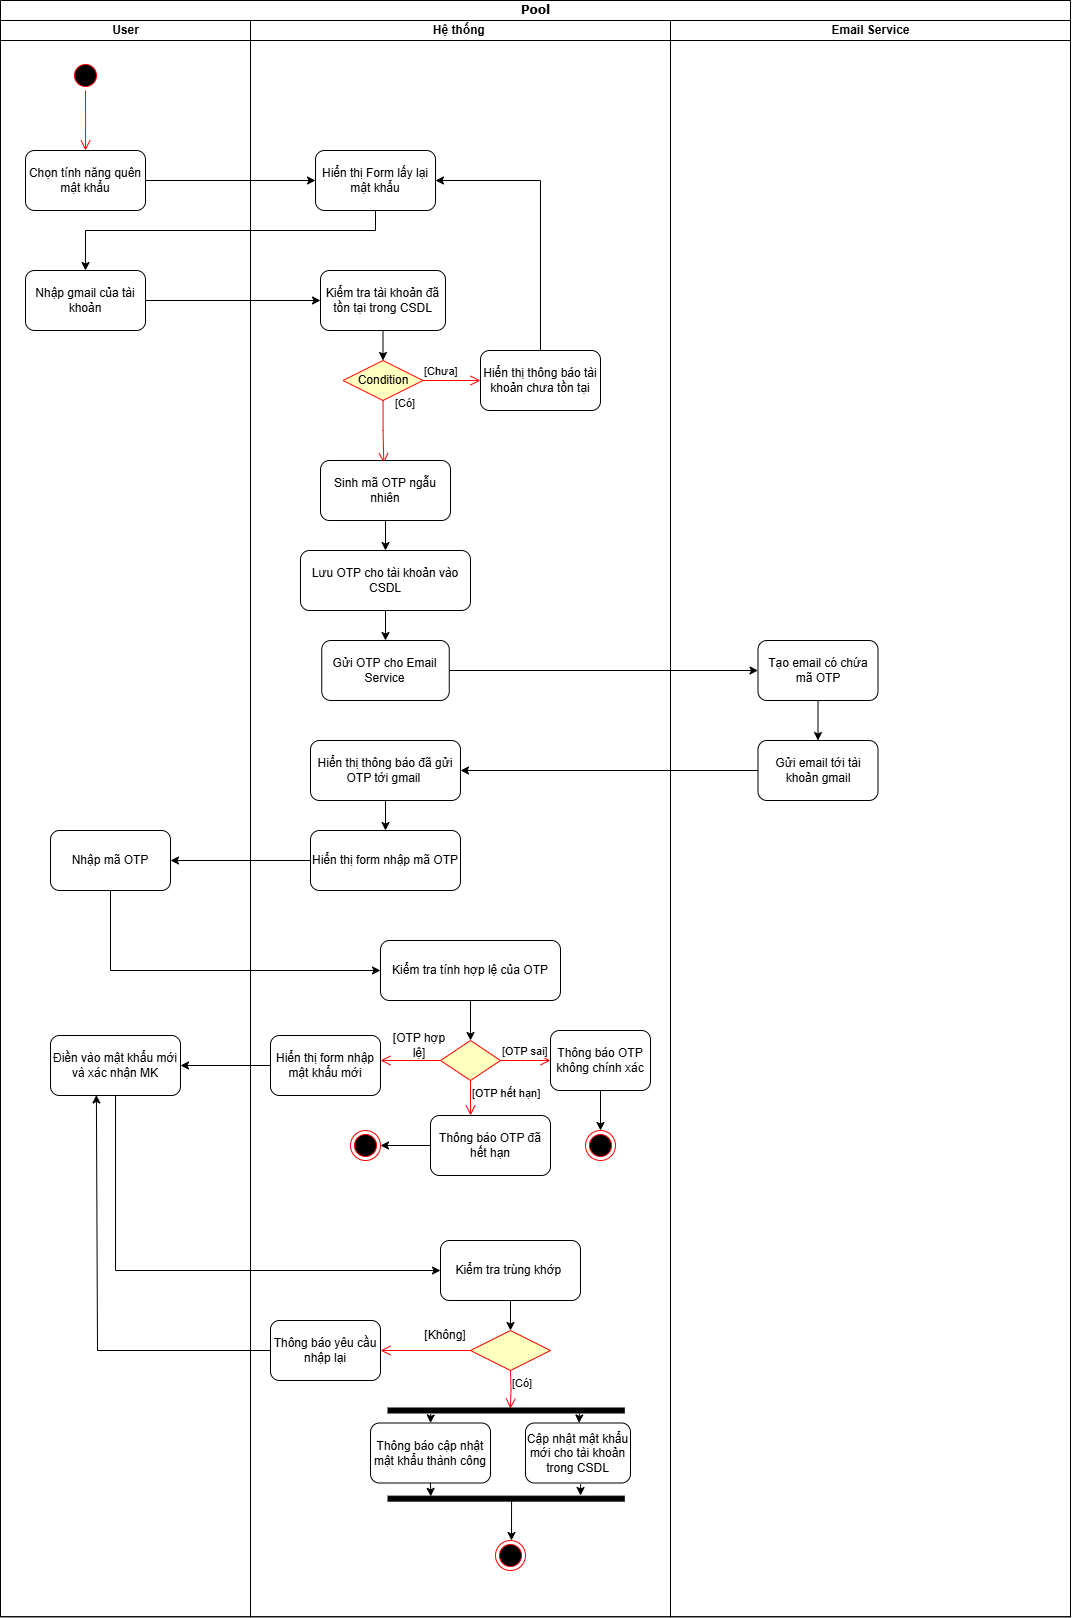 Pool
User
Hệ thống
Email Service
Chọn tính năng quên
mật khẩu
Hiển thị Form lấy lại
mật khẩu
Nhập gmail của tài
khoản
Kiểm tra tài khoản đã
tồn tại trong CSDL
Condition
[Chưa]
Hiển thị thông báo tài
khoản chưa tồn tại
[Có]
Sinh mã OTP ngẫu
nhiên
Lưu OTP cho tài khoản vào
CSDL
Gửi OTP cho Email
Service
Tạo email có chứa
mã OTP
Hiển thị thông báo đã gửi
OTP tới gmail
Gửi email tới tài
khoản gmail
Nhập mã OTP
Hiển thị form nhập mã OTP
Kiểm tra tính hợp lệ của OTP
Điền vào mật khẩu mới
và xác nhận MK
Hiển thị form nhập
mật khẩu mới
[OTP hợp
lệ]
[OTP sai]
Thông báo OTP
không chính xác
[OTP hết hạn]
Thông báo OTP đã
hết hạn
Kiểm tra trùng khớp
Thông báo yêu cầu
nhập lại
[Không]
[Có]
Thông báo cập nhật
mật khẩu thành công
Cập nhật mật khẩu
mới cho tài khoản
trong CSDL